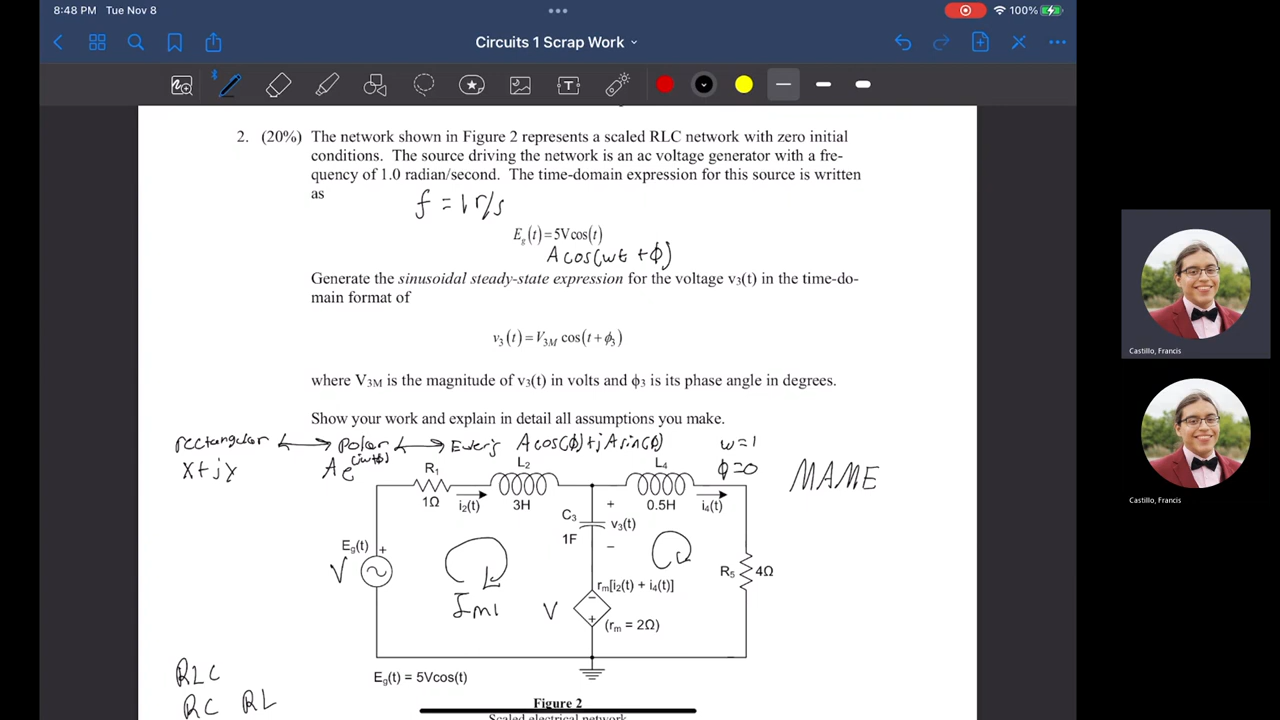 8:48 PM Tue Nov 8
100%
Circuits 1 Scrap Work
2. (20%) The network shown in Figure 2 represents a scaled RLC network with zero initial
conditions. The source driving the network is an ac voltage generator with a fre-
quency of 1.0 radian/second. The time-domain expression for this source is written
as
f = 1 r/s
Eg(t)=5Vcos(t)
A cos(wt + φ)
Generate the sinusoidal steady-state expression for the voltage v3(t) in the time-do-
main format of
v3(t)=V3M cos(t+ϕ3)
where V3M is the magnitude of v3(t) in volts and ϕ3 is its phase angle in degrees.
Show your work and explain in detail all assumptions you make.
rectangular ←→ polar ←→ Euler's A cos(φ)+jA sin(φ) w=1
x+jy A e^(jwt+φ) φ=0 MAME
R1 L2 L4
1Ω i2(t) 3H 0.5H i4(t)
C3 + v3(t) −
1F
Eg(t) +
V
R5 4Ω
rm[i2(t) + i4(t)]
Im1 V −
+ (rm = 2Ω)
RLC
Eg(t) = 5Vcos(t)
RC RL
Figure 2
Scaled electrical network
Castillo, Francis
Castillo, Francis